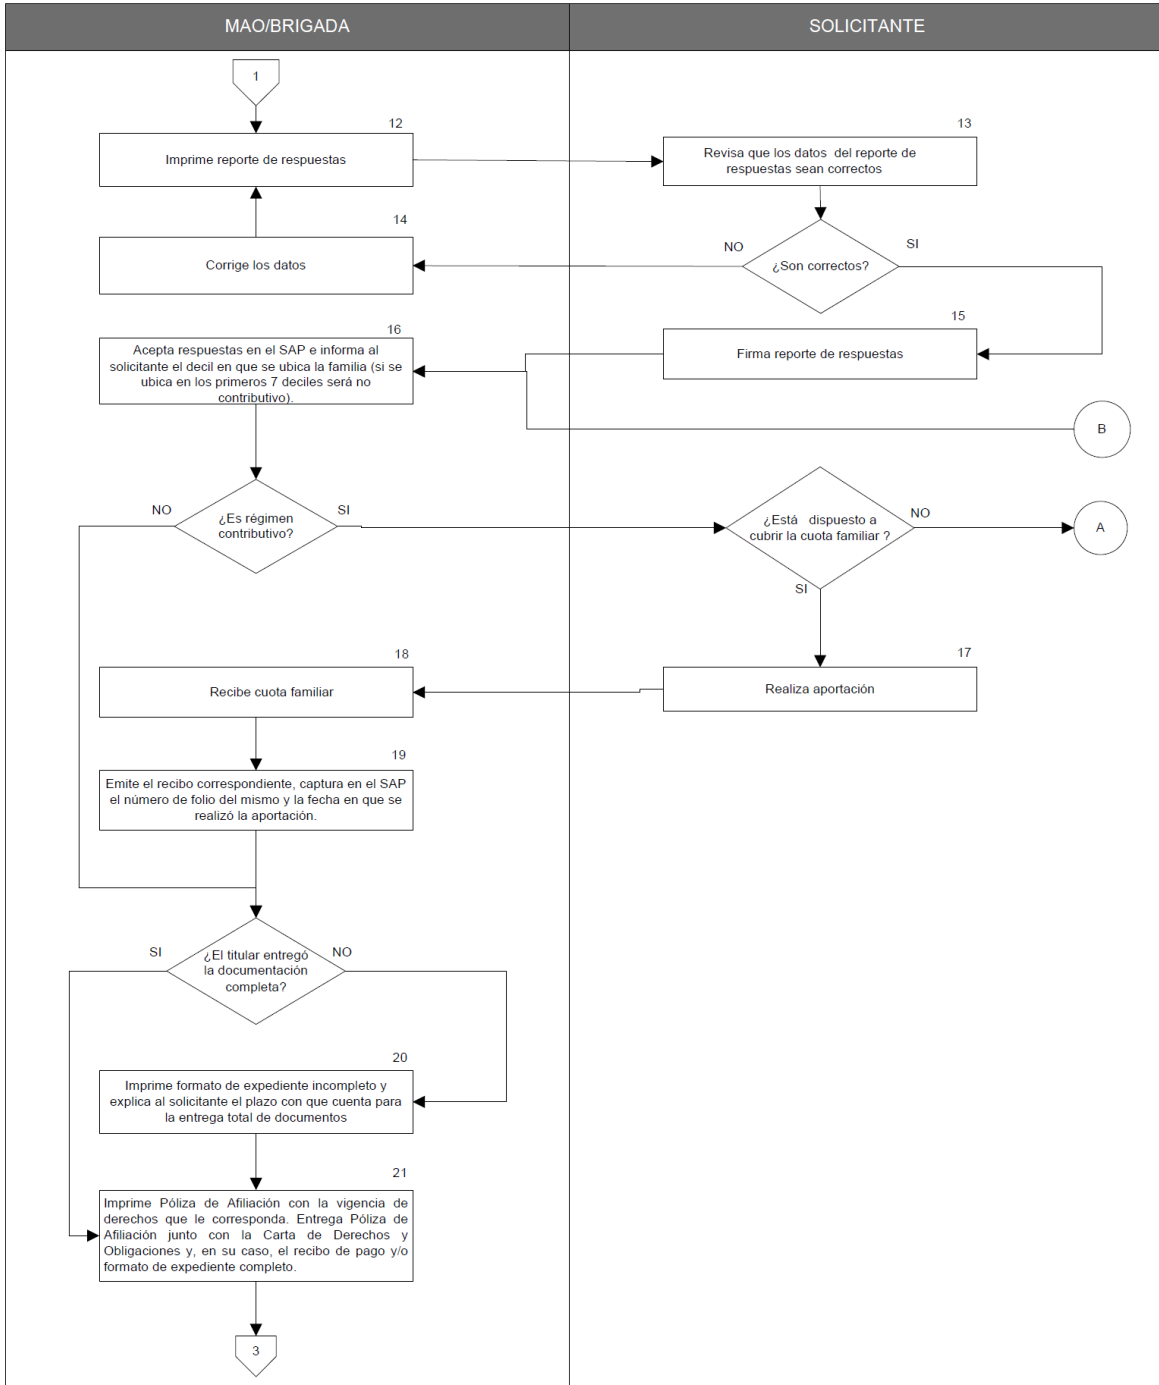 MAO/BRIGADA
SOLICITANTE
1
12
Imprime reporte de respuestas
13
Revisa que los datos del reporte de
respuestas sean correctos
14
Corrige los datos
NO
¿Son correctos?
SI
15
Firma reporte de respuestas
16
Acepta respuestas en el SAP e informa al
solicitante el decil en que se ubica la familia (si se
ubica en los primeros 7 deciles será no
contributivo).
B
NO
¿Es régimen
contributivo?
SI
¿Está dispuesto a
cubrir la cuota familiar ?
NO
A
SI
17
Realiza aportación
18
Recibe cuota familiar
19
Emite el recibo correspondiente, captura en el SAP
el número de folio del mismo y la fecha en que se
realizó la aportación.
SI
¿El titular entregó
la documentación
completa?
NO
20
Imprime formato de expediente incompleto y
explica al solicitante el plazo con que cuenta para
la entrega total de documentos
21
Imprime Póliza de Afiliación con la vigencia de
derechos que le corresponda. Entrega Póliza de
Afiliación junto con la Carta de Derechos y
Obligaciones y, en su caso, el recibo de pago y/o
formato de expediente completo.
3